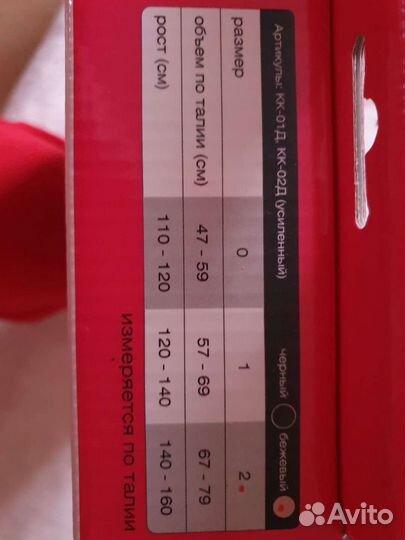 Артикулы: КК-01Д, КК-02Д (усиленный) черный бежевый
размер 0 1 2
объем по талии (см) 47 - 59 57 - 69 67 - 79
рост (см) 110 - 120 120 - 140 140 - 160
измеряется по талии
Avito